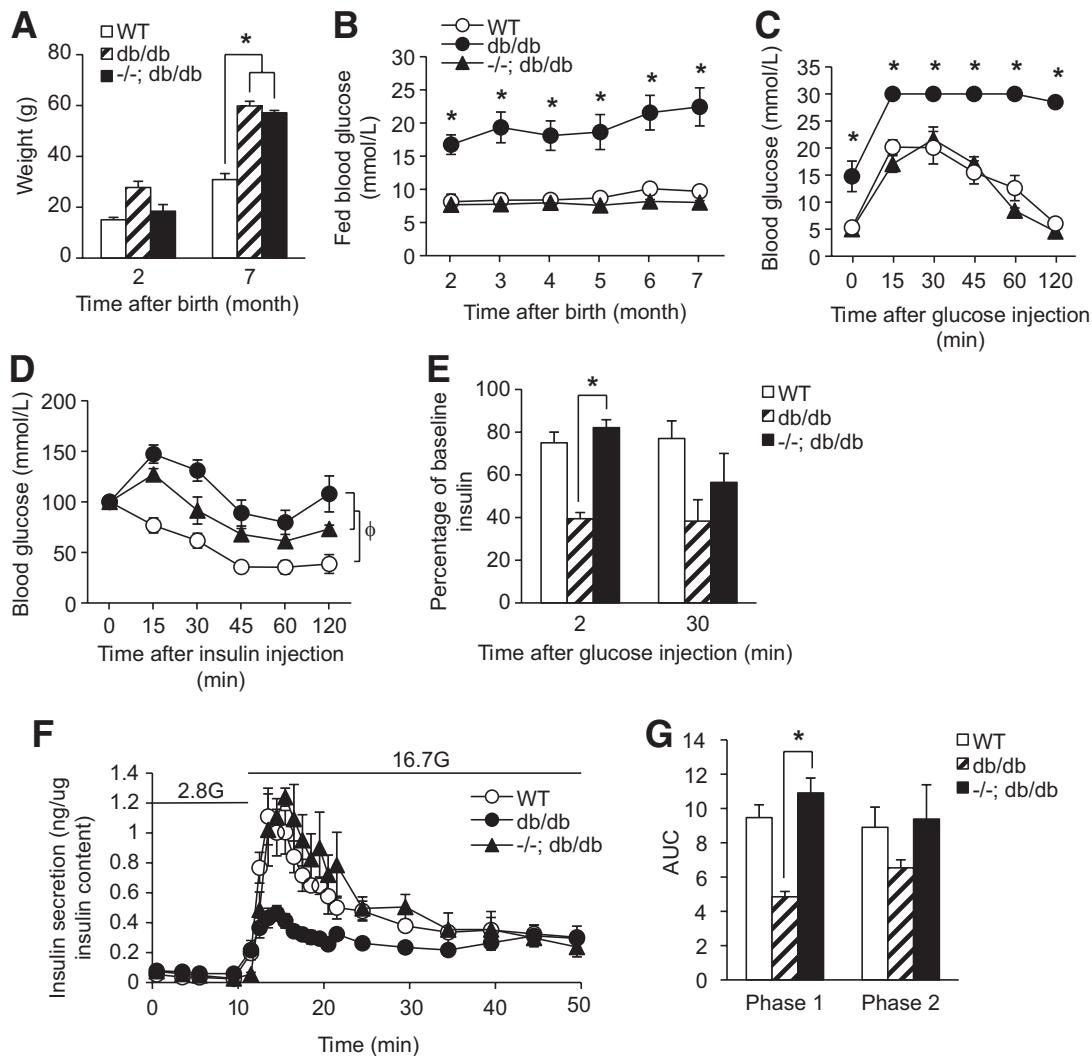 A
WT
db/db
-/-; db/db
*
80
60
40
20
0
Weight (g)
2
7
Time after birth (month)
B
WT
db/db
-/-; db/db
30
25
20
15
10
5
0
Fed blood glucose
(mmol/L)
* * * * * *
2 3 4 5 6 7
Time after birth (month)
C
* * * * * *
35
30
25
20
15
10
5
0
Blood glucose (mmol/L)
0 15 30 45 60 120
Time after glucose injection
(min)
D
200
150
100
50
0
Blood glucose (mmol/L)
ϕ
0 15 30 45 60 120
Time after insulin injection
(min)
E
100
80
60
40
20
0
Percentage of baseline
insulin
*
WT
db/db
-/-; db/db
2
30
Time after glucose injection (min)
F
2.8G
16.7G
1.4
1.2
1
0.8
0.6
0.4
0.2
0
Insulin secretion ng/ug
insulin content)
WT
db/db
-/-; db/db
0 10 20 30 40 50
Time (min)
G
14
12
10
8
6
4
2
0
AUC
*
WT
db/db
-/-; db/db
Phase 1
Phase 2